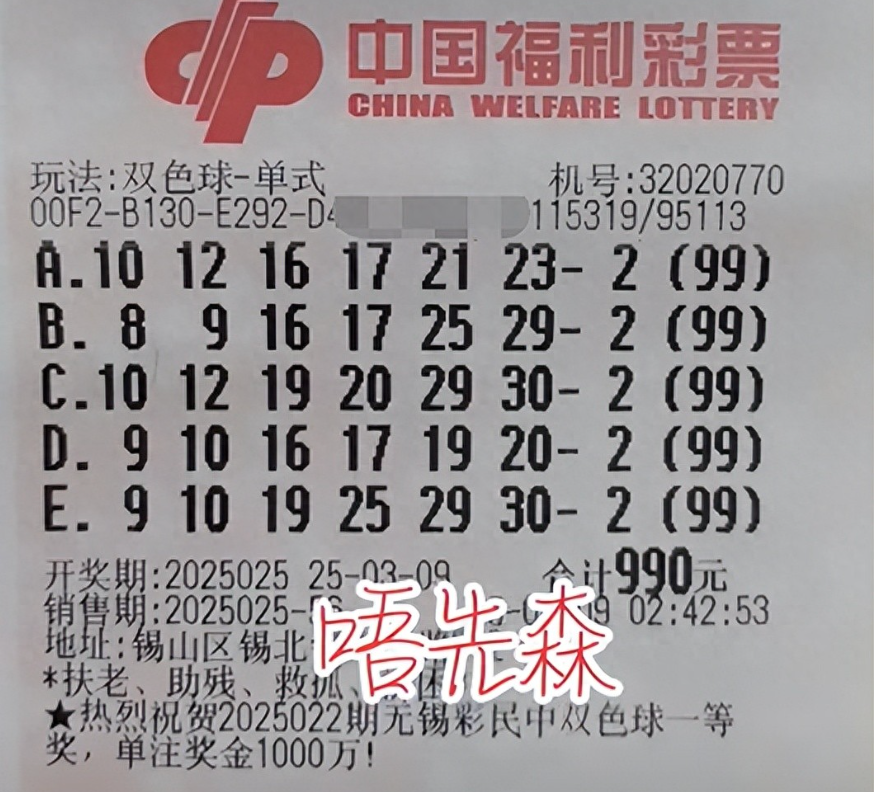 中国福利彩票
CHINA WELFARE LOTTERY
玩法:双色球-单式 机号:32020770
00F2-B130-E292-D4 115319/95113
A.10 12 16 17 21 23- 2 (99)
B. 8 9 16 17 25 29- 2 (99)
C.10 12 19 20 29 30- 2 (99)
D. 9 10 16 17 19 20- 2 (99)
E. 9 10 19 25 29 30- 2 (99)
开奖期:2025025 25-03-09 合计990元
销售期:2025025- 09 02:42:53
地址:锡山区锡北
唔先森
*扶老、助残、救孤、困
★热烈祝贺2025022期无锡彩民中双色球一等
奖，单注奖金1000万!